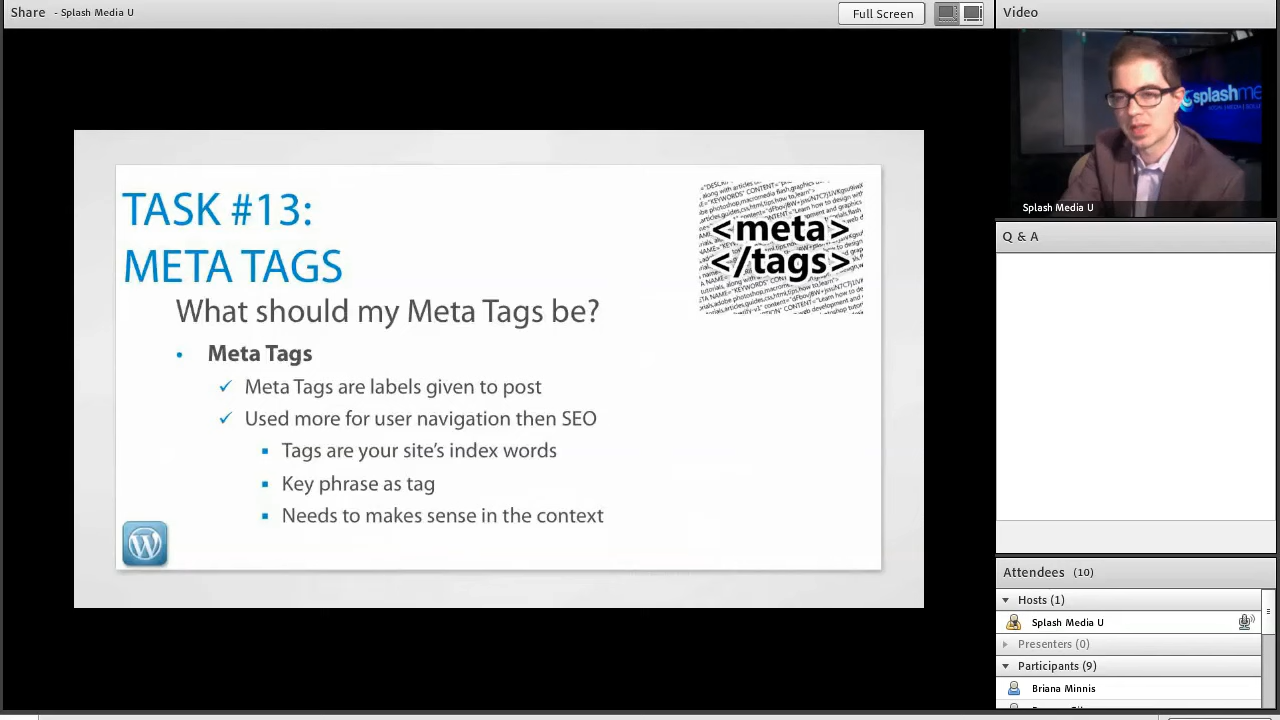 Share - Splash Media U
Full Screen
Video
TASK #13:
META TAGS
<meta>
</tags>
What should my Meta Tags be?
• Meta Tags
✓ Meta Tags are labels given to post
✓ Used more for user navigation then SEO
▪ Tags are your site's index words
▪ Key phrase as tag
▪ Needs to makes sense in the context
splashme
Splash Media U
Q & A
Attendees (10)
Hosts (1)
Splash Media U
Presenters (0)
Participants (9)
Briana Minnis